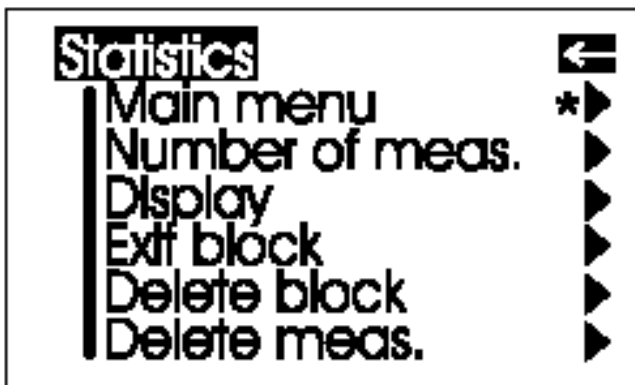 Statistics
Main menu *
Number of meas.
Display
Exit block
Delete block
Delete meas.